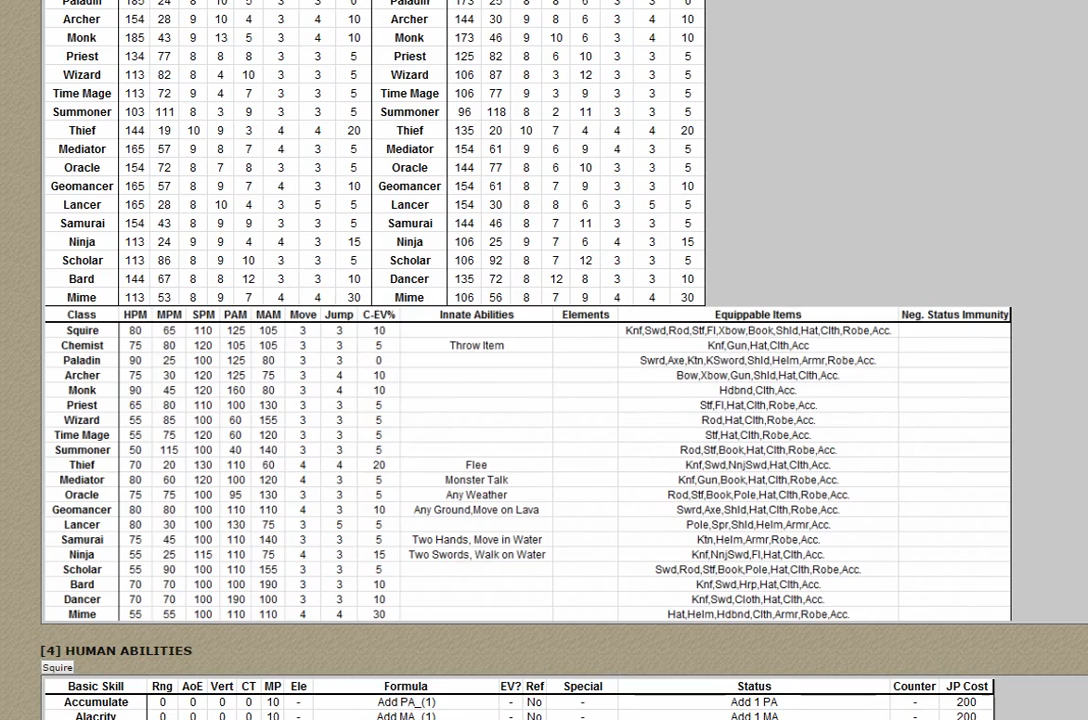 Paladin 185 24 8 10 5 3 3 0 Paladin 173 25 8 8 6 3 3 0
Archer 154 28 9 10 4 3 4 10 Archer 144 30 9 8 6 3 4 10
Monk 185 43 9 13 5 3 4 10 Monk 173 46 9 10 6 3 4 10
Priest 134 77 8 8 8 3 3 5 Priest 125 82 8 6 10 3 3 5
Wizard 113 82 8 4 10 3 3 5 Wizard 106 87 8 3 12 3 3 5
Time Mage 113 72 9 4 7 3 3 5 Time Mage 106 77 9 3 9 3 3 5
Summoner 103 111 8 3 9 3 3 5 Summoner 96 118 8 2 11 3 3 5
Thief 144 19 10 9 3 4 4 20 Thief 135 20 10 7 4 4 4 20
Mediator 165 57 9 8 7 4 3 5 Mediator 154 61 9 6 9 4 3 5
Oracle 154 72 8 7 8 3 3 5 Oracle 144 77 8 6 10 3 3 5
Geomancer 165 57 8 9 7 4 3 10 Geomancer 154 61 8 7 9 3 3 10
Lancer 165 28 8 10 4 3 5 5 Lancer 154 30 8 8 6 3 5 5
Samurai 154 43 8 9 9 3 3 5 Samurai 144 46 8 7 11 3 3 5
Ninja 113 24 9 9 4 4 3 15 Ninja 106 25 9 7 6 4 3 15
Scholar 113 86 8 9 10 3 3 5 Scholar 106 92 8 7 12 3 3 5
Bard 144 67 8 8 12 3 3 10 Dancer 135 72 8 12 8 3 3 10
Mime 113 53 8 9 7 4 4 30 Mime 106 56 8 7 9 4 4 30
Class HPM MPM SPM PAM MAM Move Jump C-EV% Innate Abilities Elements Equippable Items Neg. Status Immunity
Squire 80 65 110 125 105 3 3 10 Knf,Swd,Rod,Stf,Fl,Xbow,Book,Shld,Hat,Clth,Robe,Acc.
Chemist 75 80 120 105 105 3 3 5 Throw Item Knf,Gun,Hat,Clth,Acc
Paladin 90 25 100 125 80 3 3 0 Swrd,Axe,Ktn,KSword,Shld,Helm,Armr,Robe,Acc.
Archer 75 30 120 125 75 3 4 10 Bow,Xbow,Gun,Shld,Hat,Clth,Acc.
Monk 90 45 120 160 80 3 4 10 Hdbnd,Clth,Acc.
Priest 65 80 110 100 130 3 3 5 Stf,Fl,Hat,Clth,Robe,Acc.
Wizard 55 85 100 60 155 3 3 5 Rod,Hat,Clth,Robe,Acc.
Time Mage 55 75 120 60 120 3 3 5 Stf,Hat,Clth,Robe,Acc.
Summoner 50 115 100 40 140 3 3 5 Rod,Stf,Book,Hat,Clth,Robe,Acc.
Thief 70 20 130 110 60 4 4 20 Flee Knf,Swd,NnjSwd,Hat,Clth,Acc.
Mediator 80 60 120 100 120 4 3 5 Monster Talk Knf,Gun,Book,Hat,Clth,Robe,Acc.
Oracle 75 75 100 95 130 3 3 5 Any Weather Rod,Stf,Book,Pole,Hat,Clth,Robe,Acc.
Geomancer 80 80 100 110 110 4 3 10 Any Ground,Move on Lava Swrd,Axe,Shld,Hat,Clth,Robe,Acc.
Lancer 80 30 100 130 75 3 5 5 Pole,Spr,Shld,Helm,Armr,Acc.
Samurai 75 45 100 110 140 3 3 5 Two Hands, Move in Water Ktn,Helm,Armr,Robe,Acc.
Ninja 55 25 115 110 75 4 3 15 Two Swords, Walk on Water Knf,NnjSwd,Fl,Hat,Clth,Acc.
Scholar 55 90 100 110 155 3 3 5 Swd,Rod,Stf,Book,Pole,Hat,Clth,Robe,Acc.
Bard 70 70 100 100 190 3 3 10 Knf,Swd,Hrp,Hat,Clth,Acc.
Dancer 70 70 100 190 100 3 3 10 Knf,Swd,Cloth,Hat,Clth,Acc.
Mime 55 55 100 110 110 4 4 30 Hat,Helm,Hdbnd,Clth,Armr,Robe,Acc.
[4] HUMAN ABILITIES
Squire
Basic Skill Rng AoE Vert CT MP Ele Formula EV? Ref Special Status Counter JP Cost
Accumulate 0 0 0 0 10 - Add PA_(1) - No - Add 1 PA - 200
Alacrity 0 0 0 0 10 - Add MA_(1) - No - Add 1 MA - 200